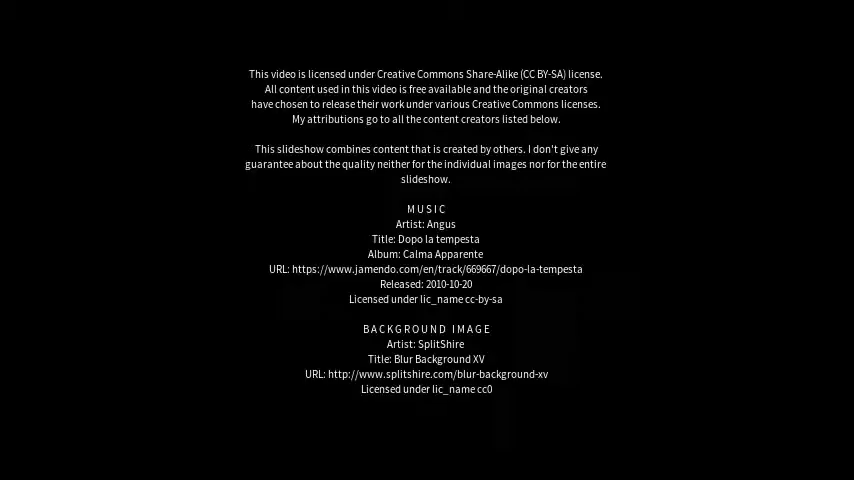 This video is licensed under Creative Commons Share-Alike (CC BY-SA) license.
All content used in this video is free available and the original creators
have chosen to release their work under various Creative Commons licenses.
My attributions go to all the content creators listed below.
This slideshow combines content that is created by others. I don't give any
guarantee about the quality neither for the individual images nor for the entire
slideshow.
MUSIC
Artist: Angus
Title: Dopo la tempesta
Album: Calma Apparente
URL: https://www.jamendo.com/en/track/669667/dopo-la-tempesta
Released: 2010-10-20
Licensed under lic_name cc-by-sa
BACKGROUND IMAGE
Artist: SplitShire
Title: Blur Background XV
URL: http://www.splitshire.com/blur-background-xv
Licensed under lic_name cc0